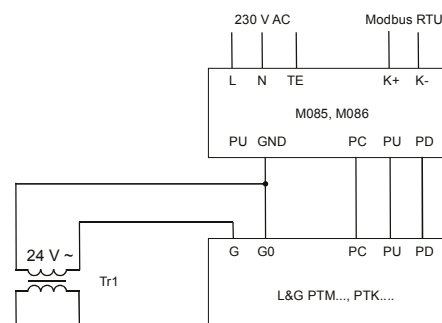 230 V AC Modbus RTU
L N TE K+ K-
M085, M086
PU GND PC PU PD
24 V ~
Tr1
G G0 PC PU PD
L&G PTM..., PTK....